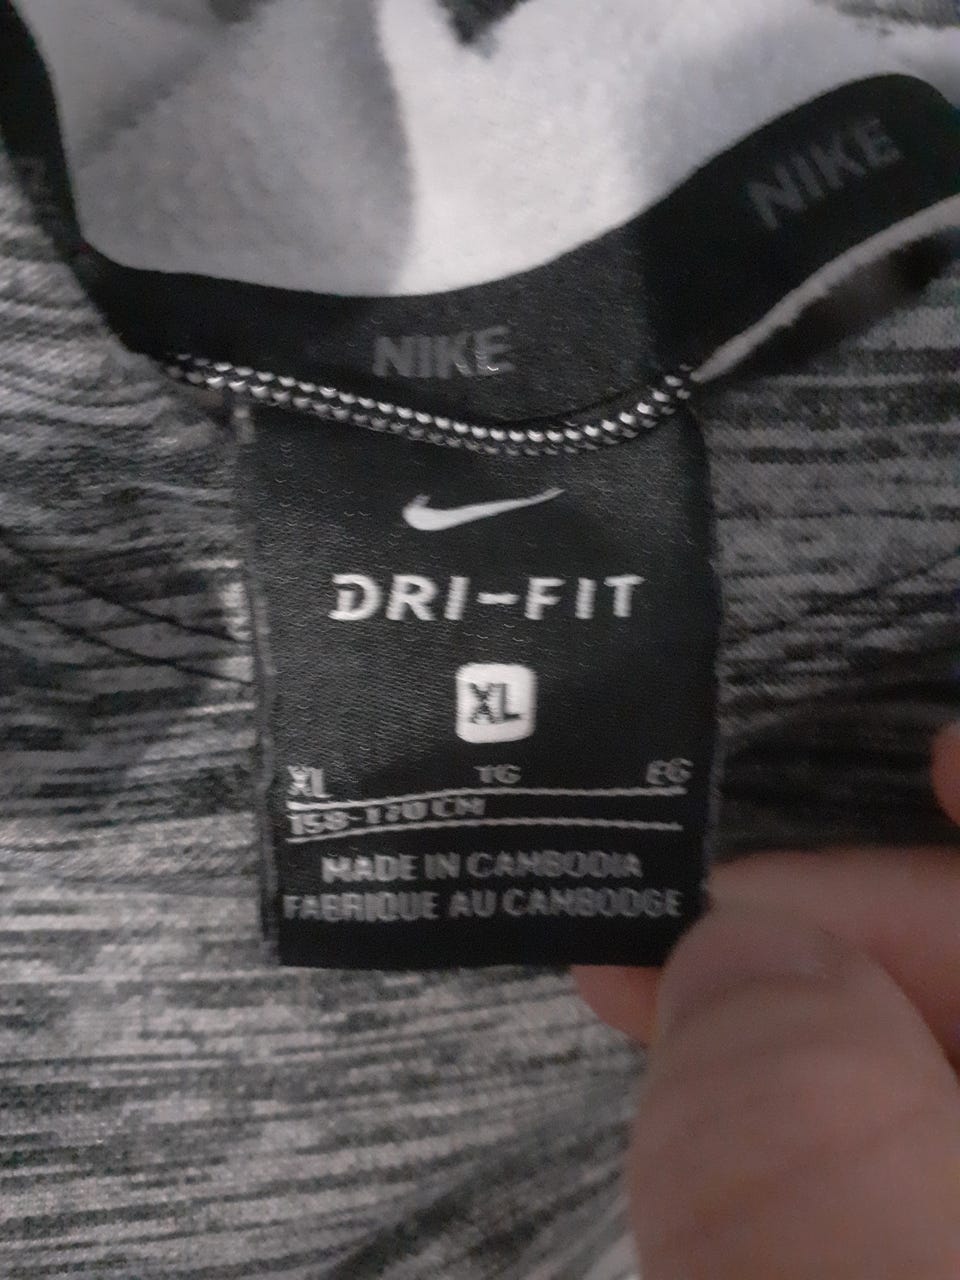 NIKE
NIKE
DRI-FIT
XL
XL TG EG
158-170 CM
MADE IN CAMBODIA
FABRIQUE AU CAMBODGE